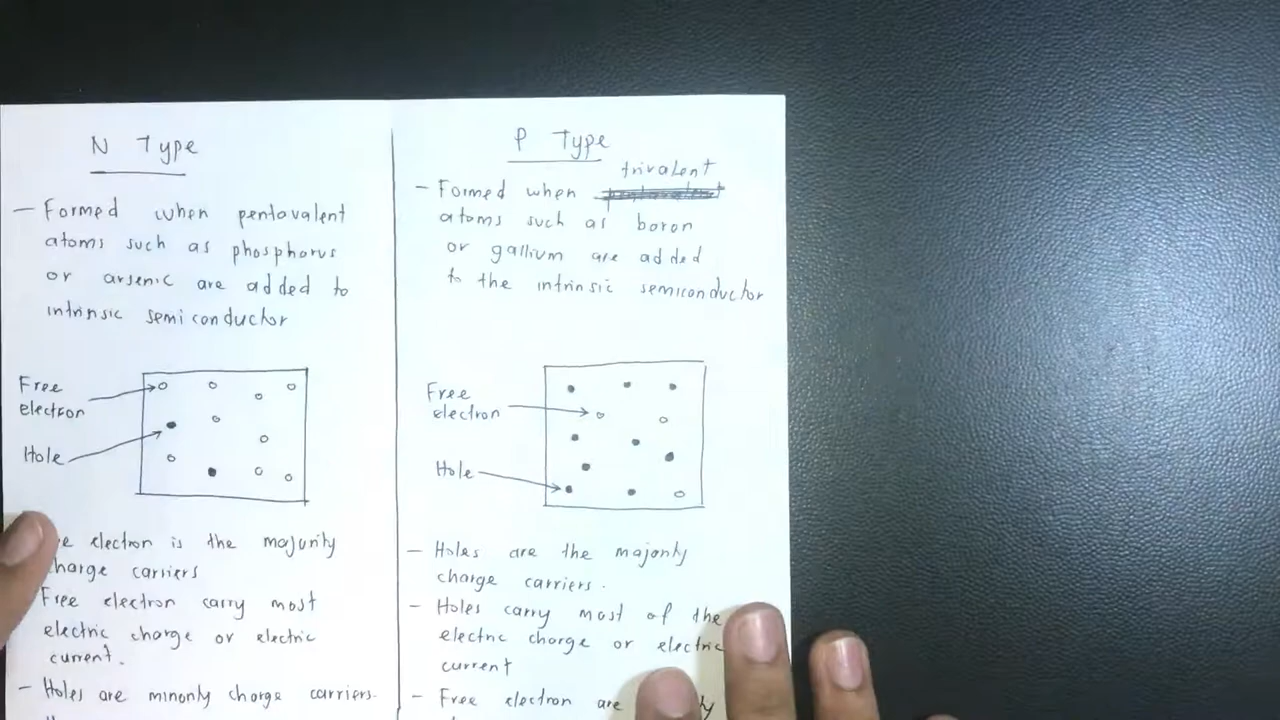 N Type
- Formed when pentavalent
atoms such as phosphorus
or arsenic are added to
intrinsic semiconductor
Free
electron
Hole
electron is the majority
charge carriers
Free electron carry most
electric charge or electric
current.
- Holes are minority charge carriers.
P Type
trivalent
- Formed when
atoms such as boron
or gallium are added
to the intrinsic semiconductor
Free
electron
Hole
- Holes are the majority
charge carriers.
- Holes carry most of the
electric charge or electric
current
- Free electron are